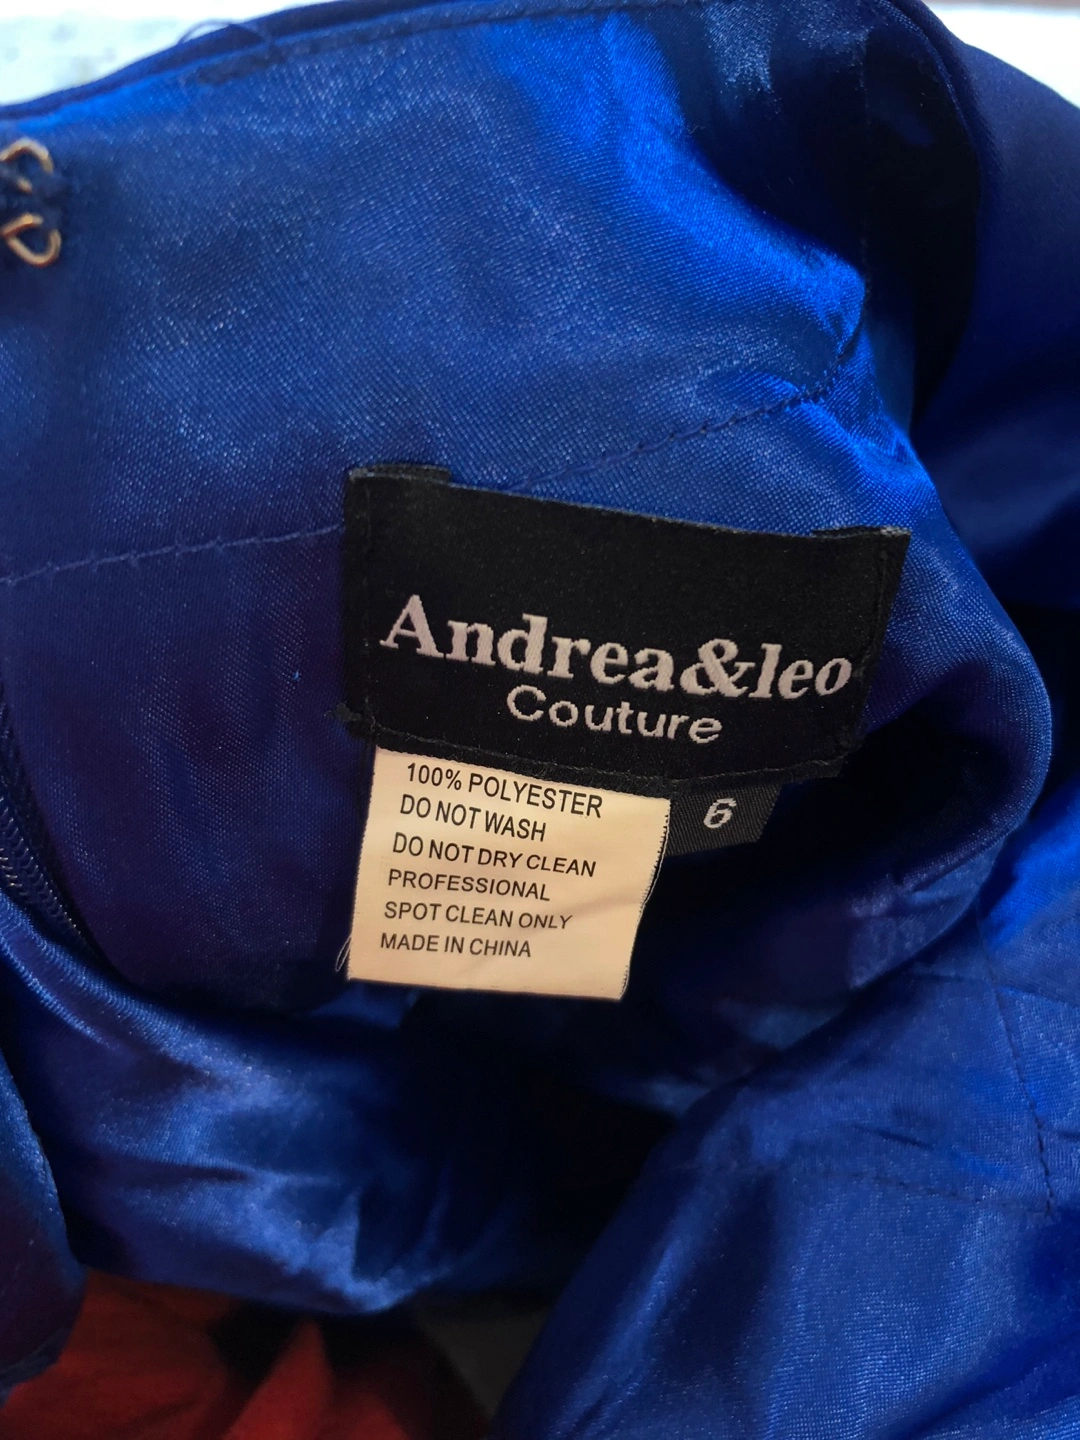 Andrea&leo
Couture
6
100% POLYESTER
DO NOT WASH
DO NOT DRY CLEAN
PROFESSIONAL
SPOT CLEAN ONLY
MADE IN CHINA